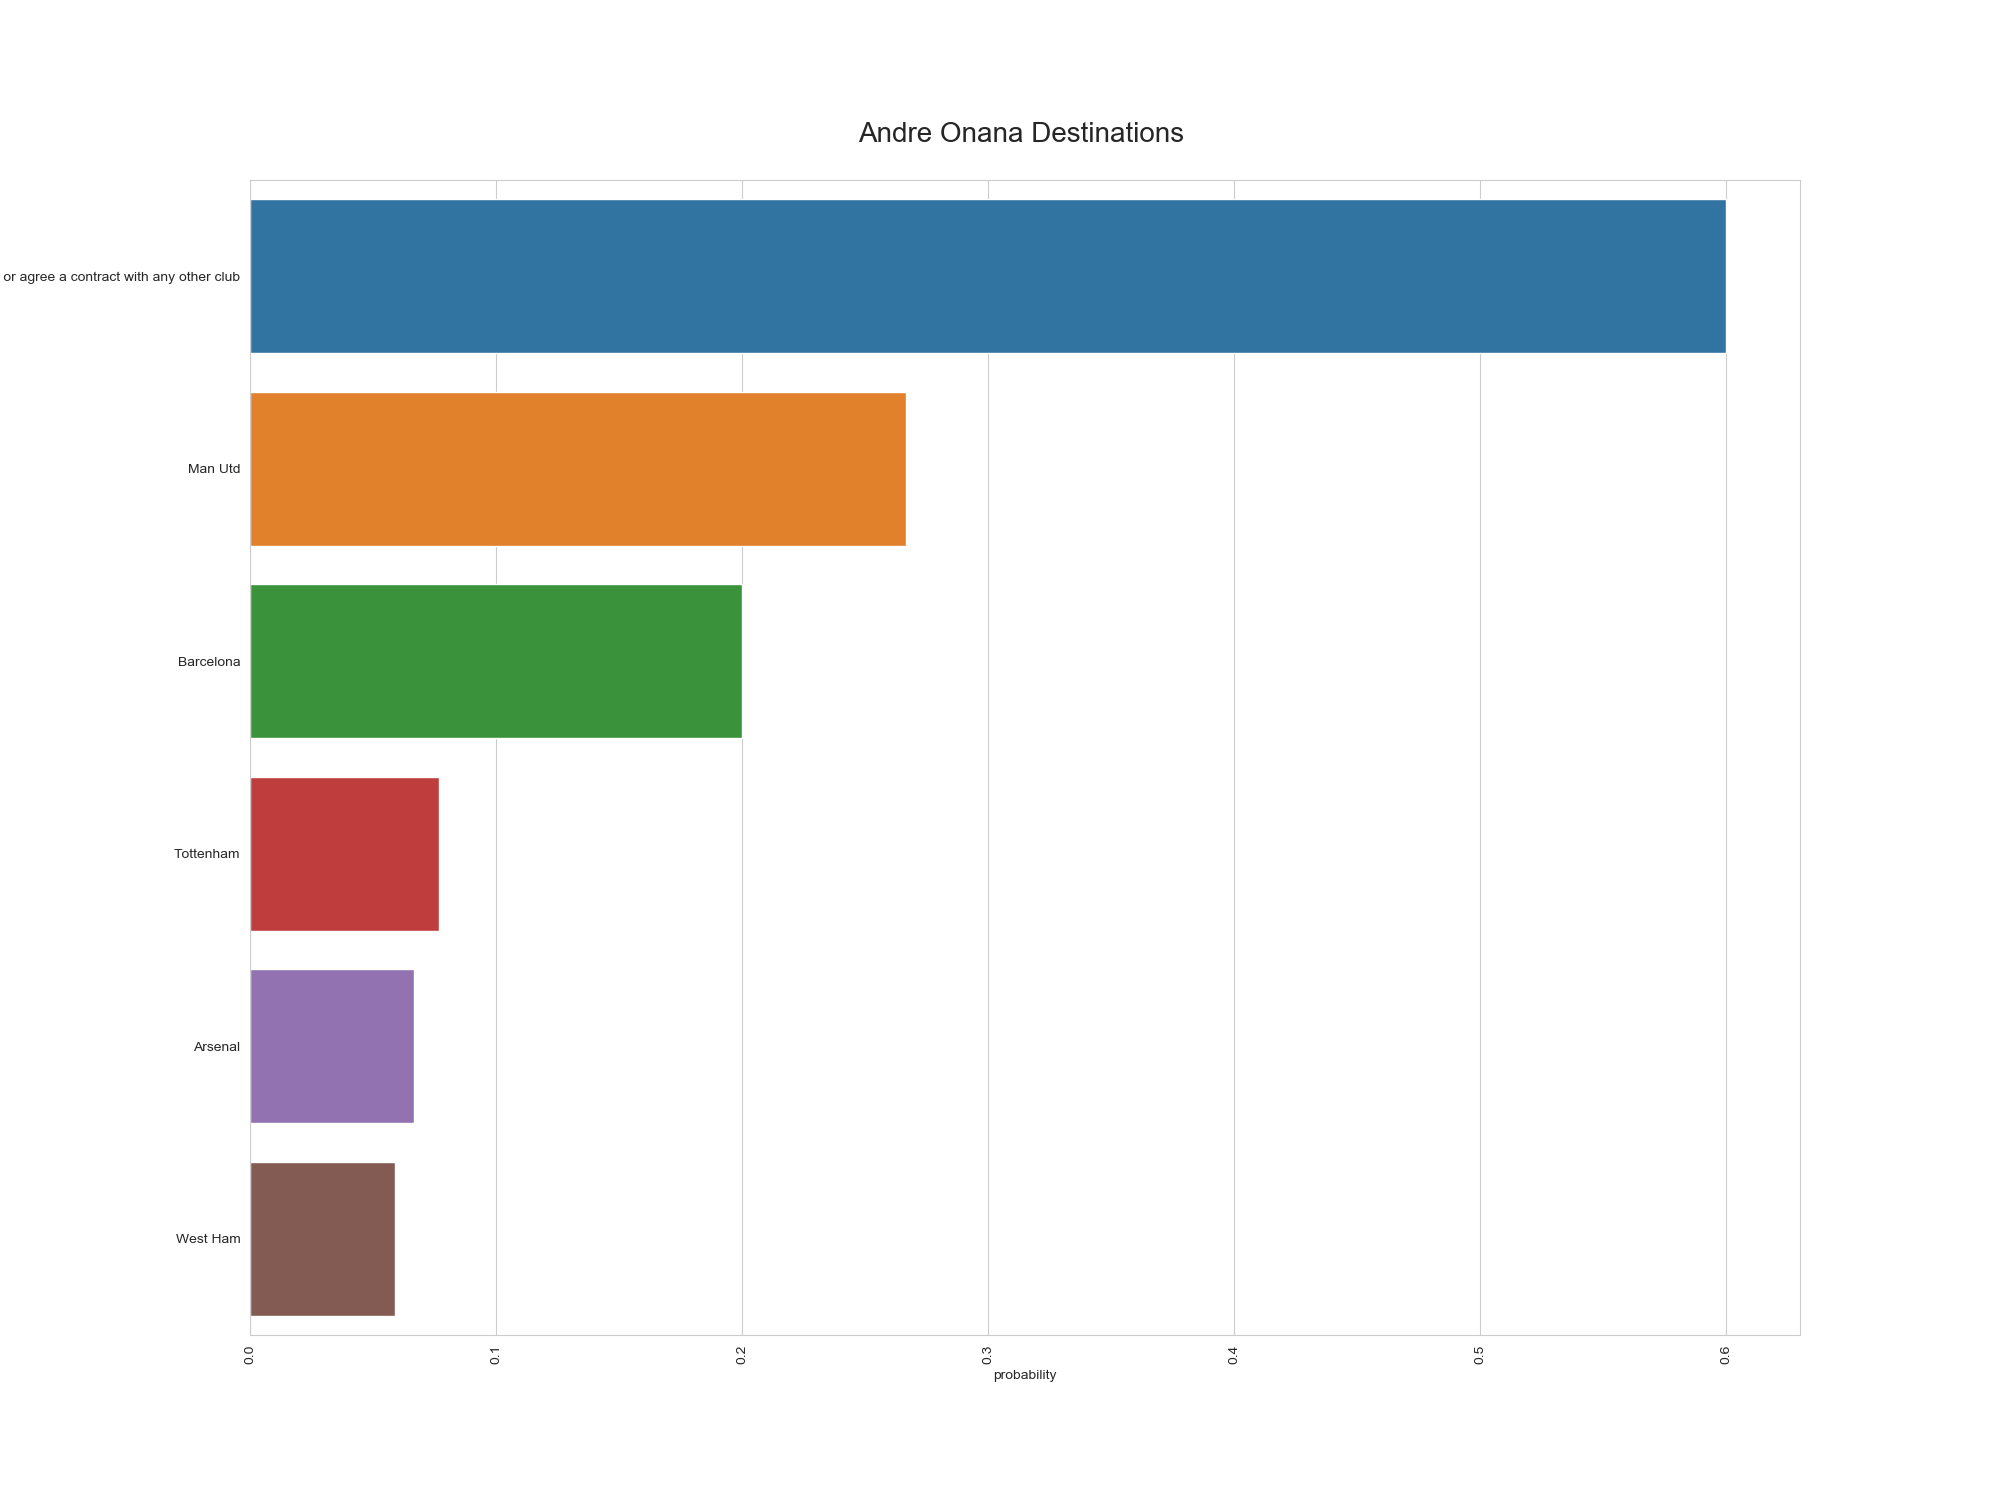 Andre Onana Destinations
or agree a contract with any other club
Man Utd
Barcelona
Tottenham
Arsenal
West Ham
0.0 0.1 0.2 0.3 0.4 0.5 0.6
probability